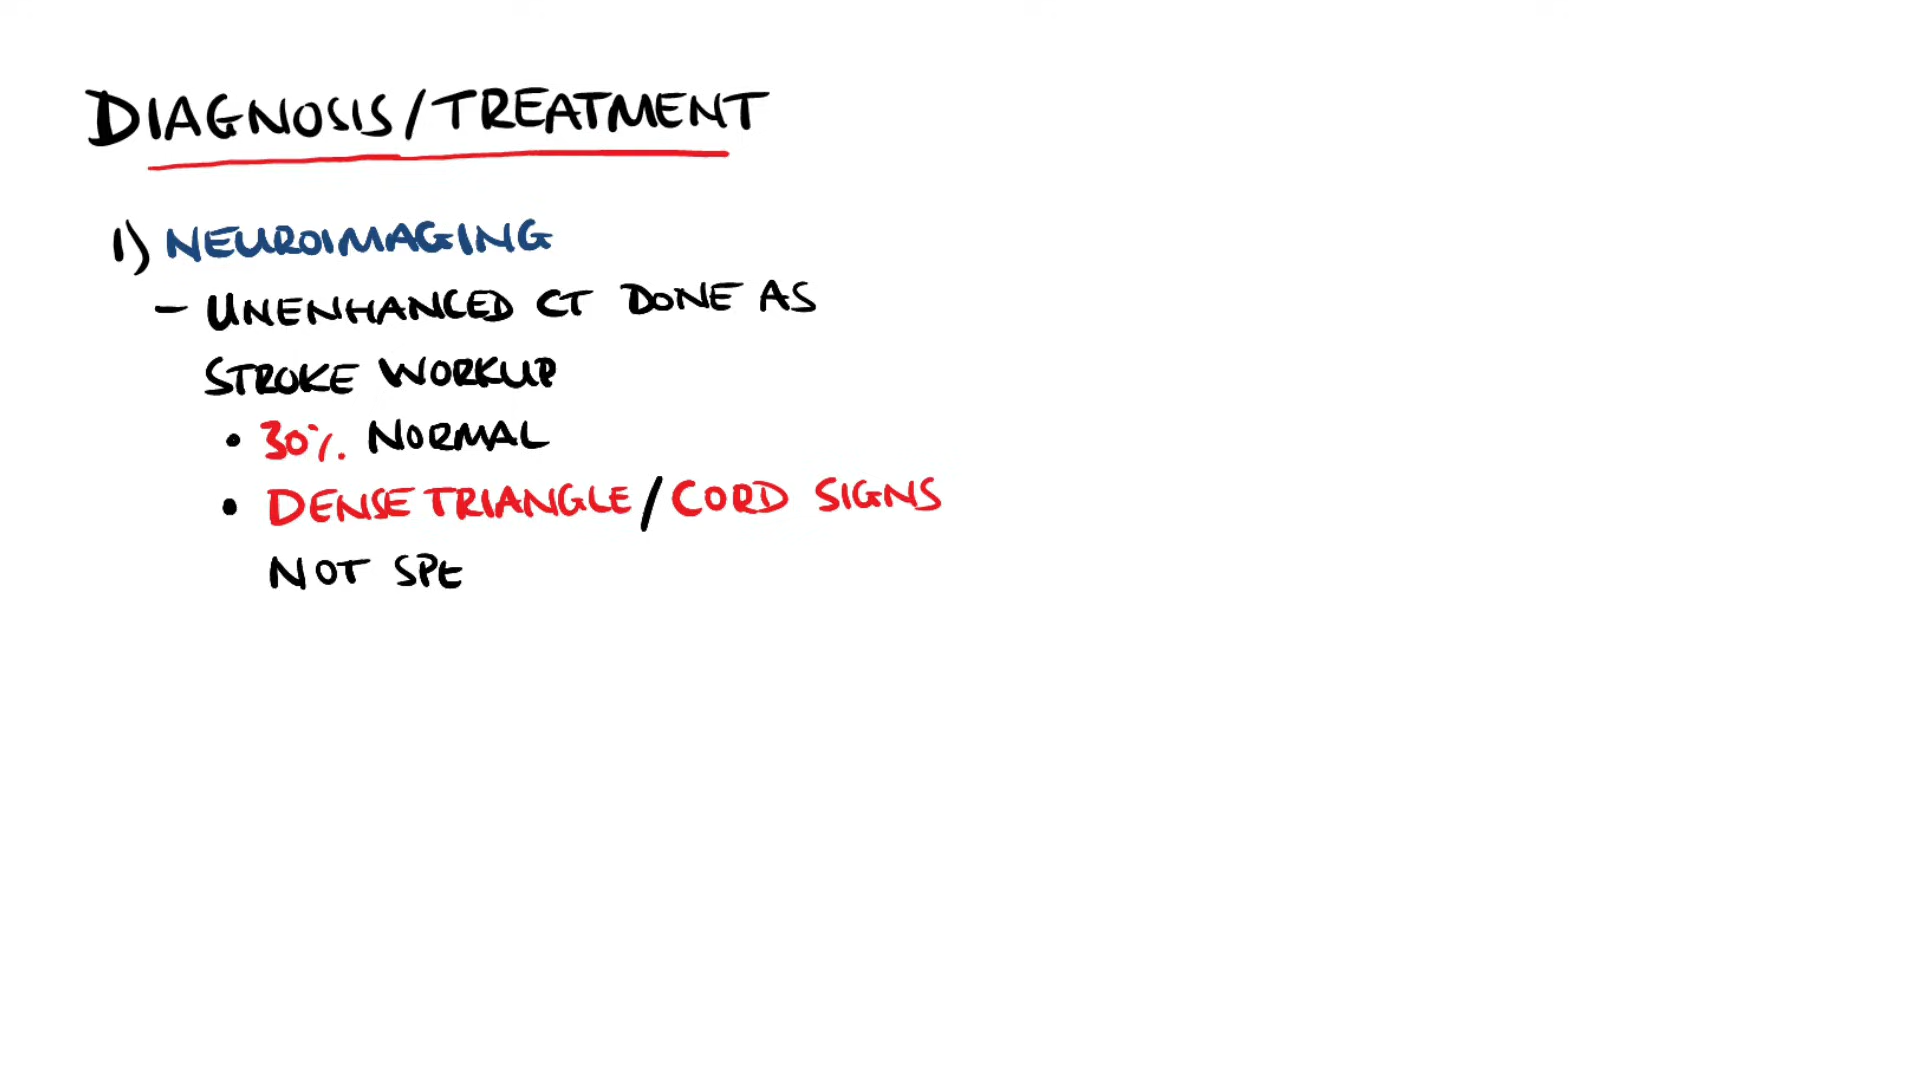 DIAGNOSIS/TREATMENT
1) NEUROIMAGING
- UNENHANCED CT DONE AS
STROKE WORKUP
• 30% NORMAL
• DENSE TRIANGLE/CORD SIGNS
NOT SPE